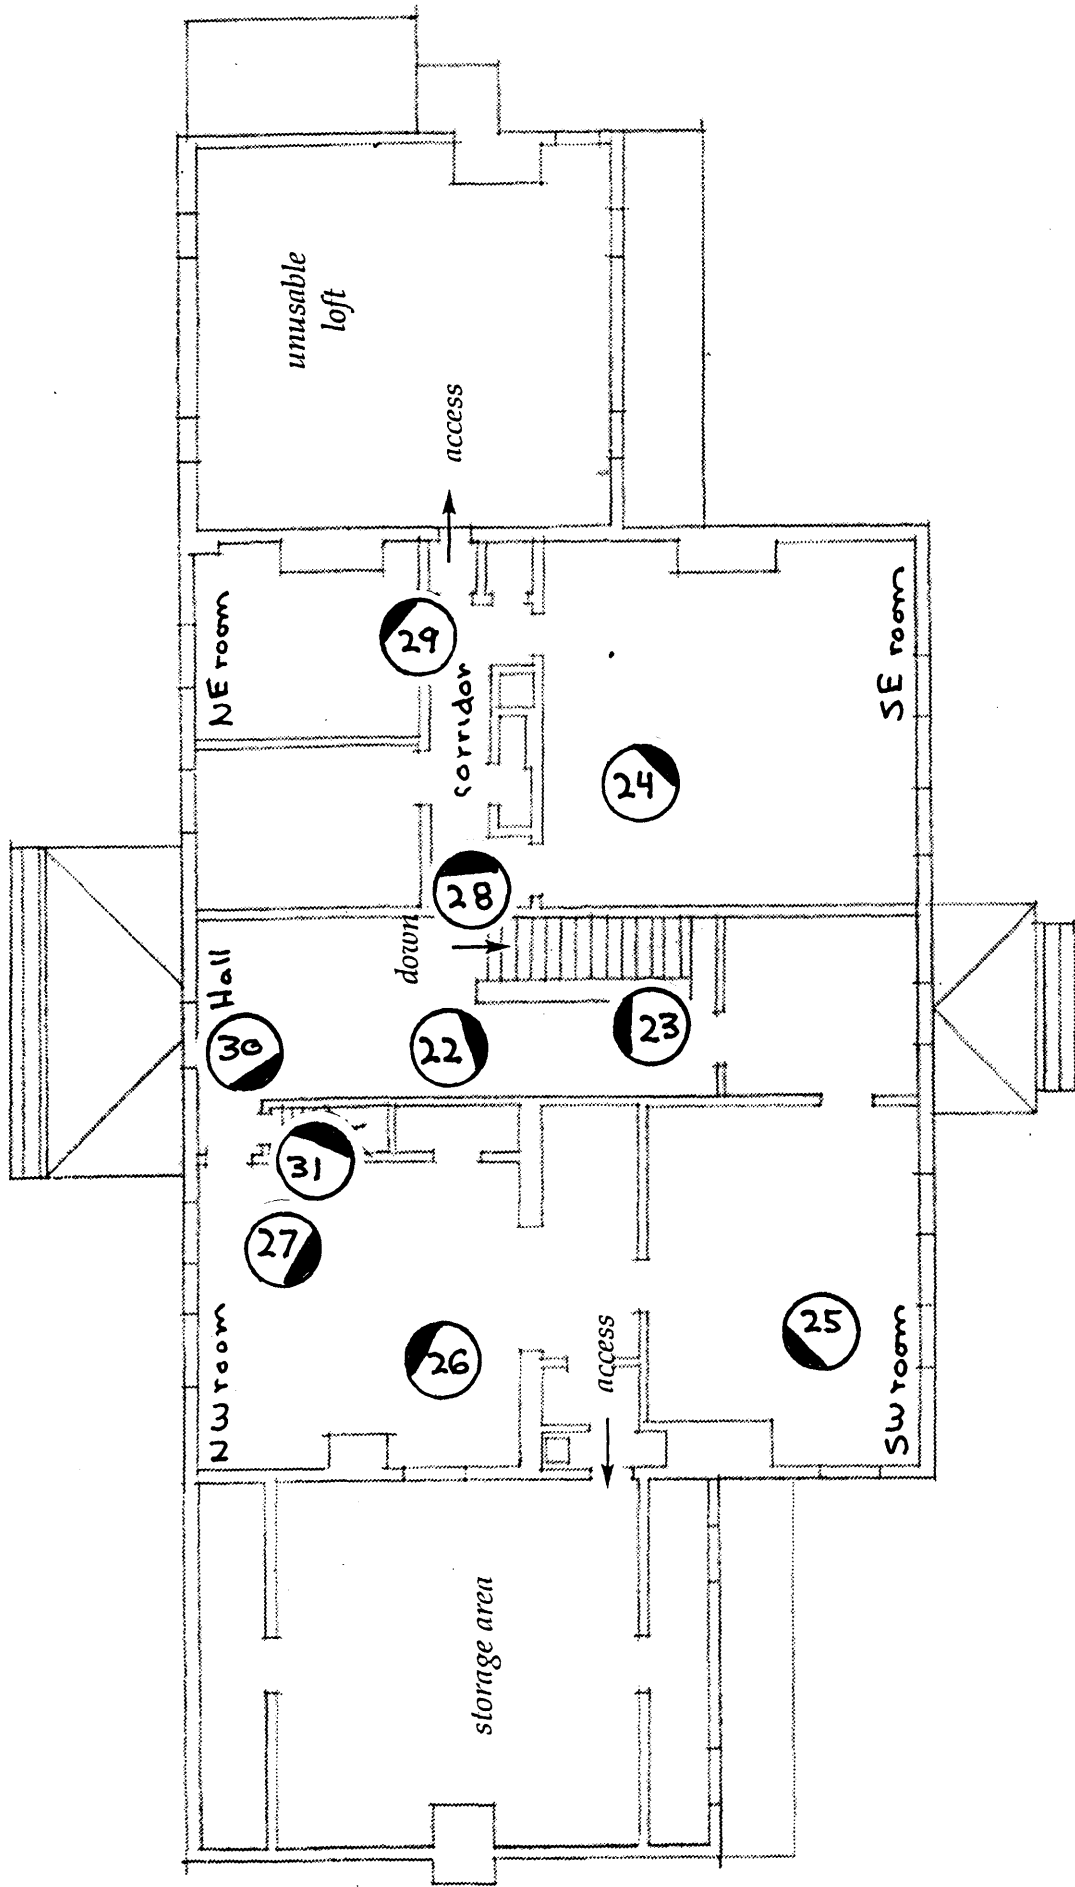 unusable
loft
access
NE room
29
corridor
SE room
24
28
down
Hall
30
22
23
31
27
NW room
26
access
25
SW room
storage area